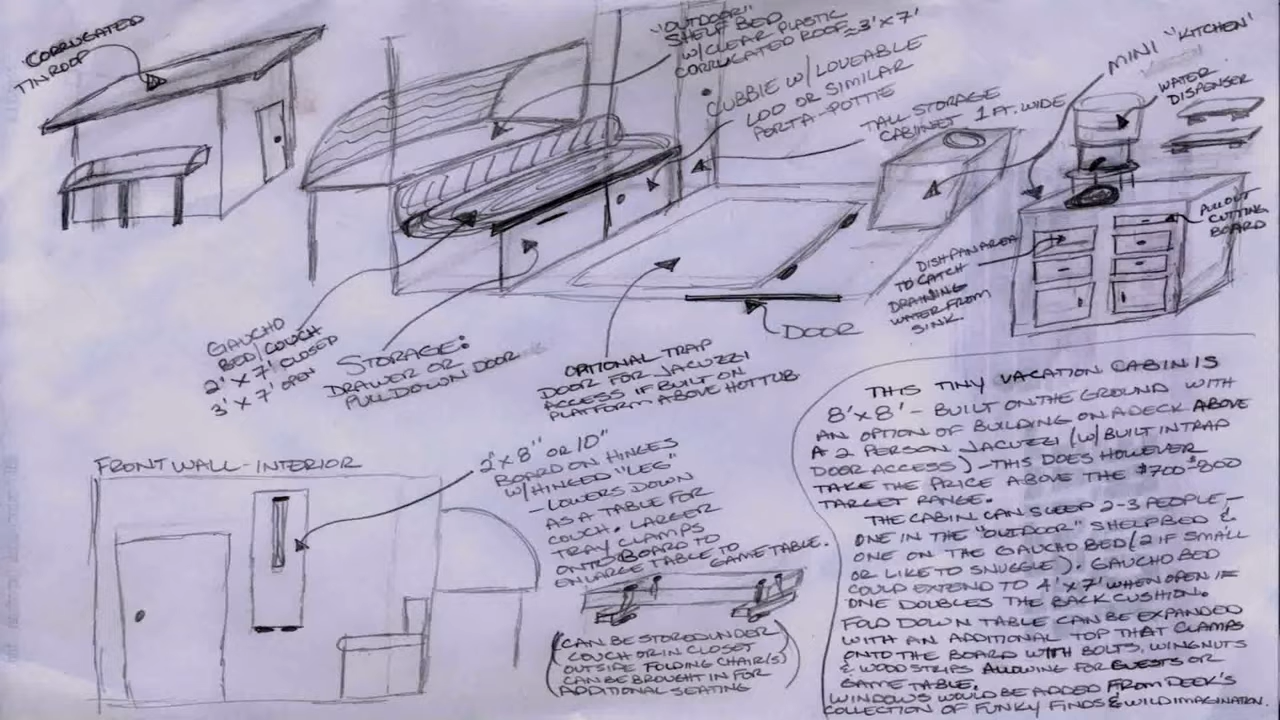 CORRUGATED
TIN ROOF
"OUTDOOR"
SHELF BED
W/CLEAR PLASTIC
CORRUGATED ROOF ≈ 3'X7'
CUBBIE W/LOVEABLE
LOO OR SIMILAR
PORTA-POTTIE
TALL STORAGE
CABINET 1 FT. WIDE
MINI "KITCHEN"
WATER
DISPENSER
PULLOUT
CUTTING
BOARD
DISHPAN AREA
TO CATCH
DRAINING
WATER FROM
SINK.
GAUCHO
BED/COUCH
2' X 7' CLOSED
3' X 7' OPEN
STORAGE:
DRAWER OR
PULL DOWN DOOR
OPTIONAL TRAP
DOOR FOR JACUZZI
ACCESS IF BUILT ON
PLATFORM ABOVE HOTTUB
DOOR
FRONT WALL-INTERIOR
2" X 8" OR 10"
BOARD ON HINGES
W/HINGED "LEG"
-LOWERS DOWN
AS A TABLE FOR
COUCH. LARGER
TRAY CLAMPS
ONTO BOARD TO
ENLARGE TABLE TO
GAME TABLE.
(CAN BE STORED UNDER
COUCH OR IN CLOSET
OUTSIDE FOLDING CHAIR(S)
CAN BE BROUGHT IN FOR
ADDITIONAL SEATING)
THIS TINY VACATION CABIN IS
8'X8' - BUILT ON THE GROUND WITH
AN OPTION OF BUILDING ON A DECK ABOVE
A 2 PERSON JACUZZI (W/BUILT IN TRAP
DOOR ACCESS) - THIS DOES HOWEVER
TAKE THE PRICE ABOVE THE $700-$800
TARGET RANGE.
THE CABIN CAN SLEEP 2-3 PEOPLE -
ONE IN THE "OUTDOOR" SHELF BED &
ONE ON THE GAUCHO BED (2 IF SMALL
OR LIKE TO SNUGGLE). GAUCHO BED
COULD EXTEND TO 4'X7' WHEN OPEN IF
ONE DOUBLES THE BACK CUSHION.
FOLD DOWN TABLE CAN BE EXPANDED
WITH AN ADDITIONAL TOP THAT CLAMPS
ONTO THE BOARD WITH BOLTS, WINGNUTS
& WOOD STRIPS ALLOWING FOR GUESTS OR
GAME TABLE.
WINDOWS WOULD BE ADDED FROM DEEK'S
COLLECTION OF FUNKY FINDS & WILD IMAGINATION.